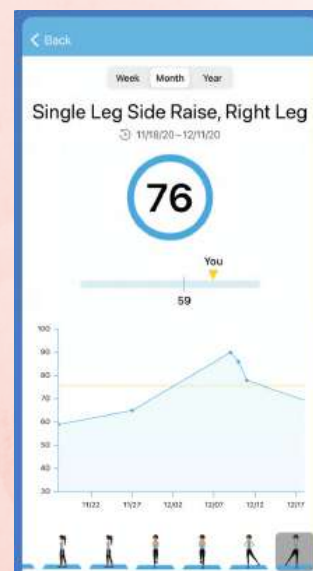 Back
Week Month Year
Single Leg Side Raise, Right Leg
11/18/20~12/11/20
76
You
59
100
90
80
70
60
50
40
30
11/22 11/27 12/02 12/07 12/12 12/17